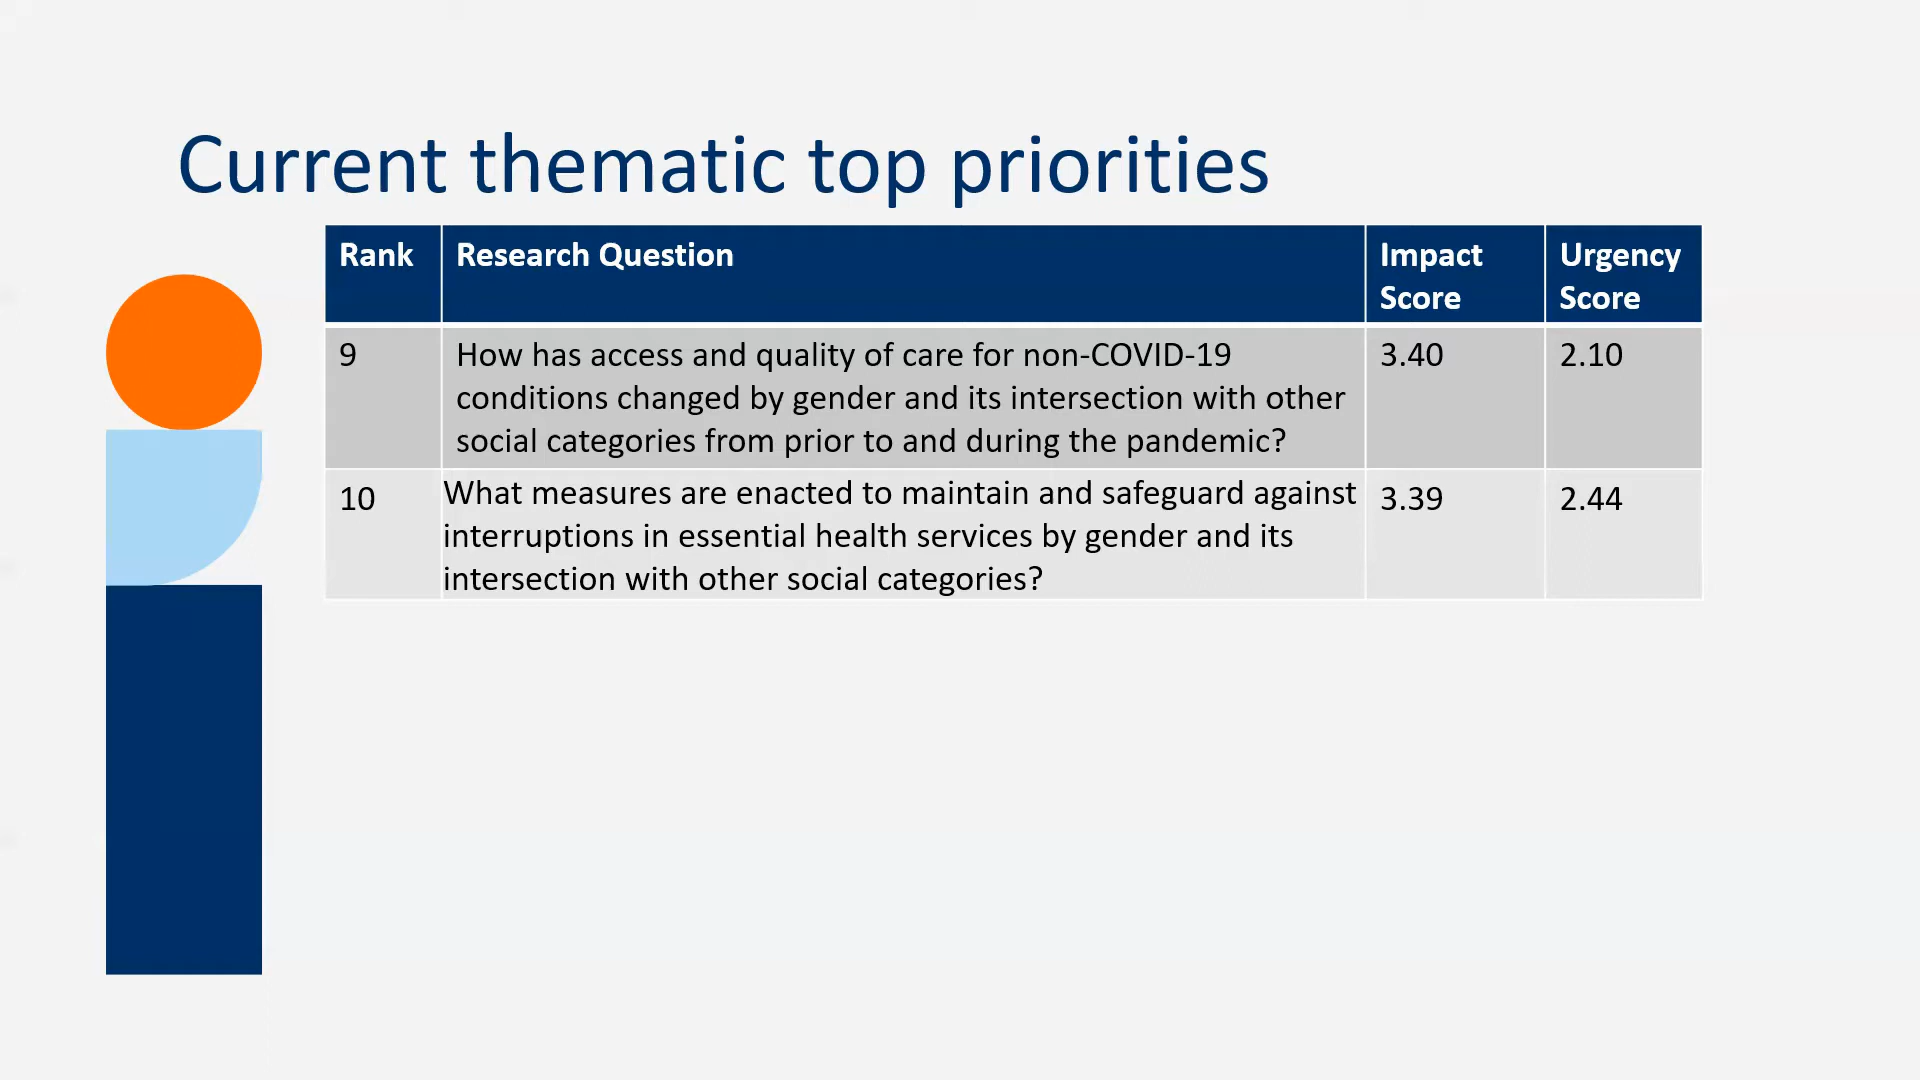 Current thematic top priorities
Rank
Research Question
Impact
Score
Urgency
Score
9
How has access and quality of care for non-COVID-19
conditions changed by gender and its intersection with other
social categories from prior to and during the pandemic?
3.40
2.10
10
What measures are enacted to maintain and safeguard against
interruptions in essential health services by gender and its
intersection with other social categories?
3.39
2.44